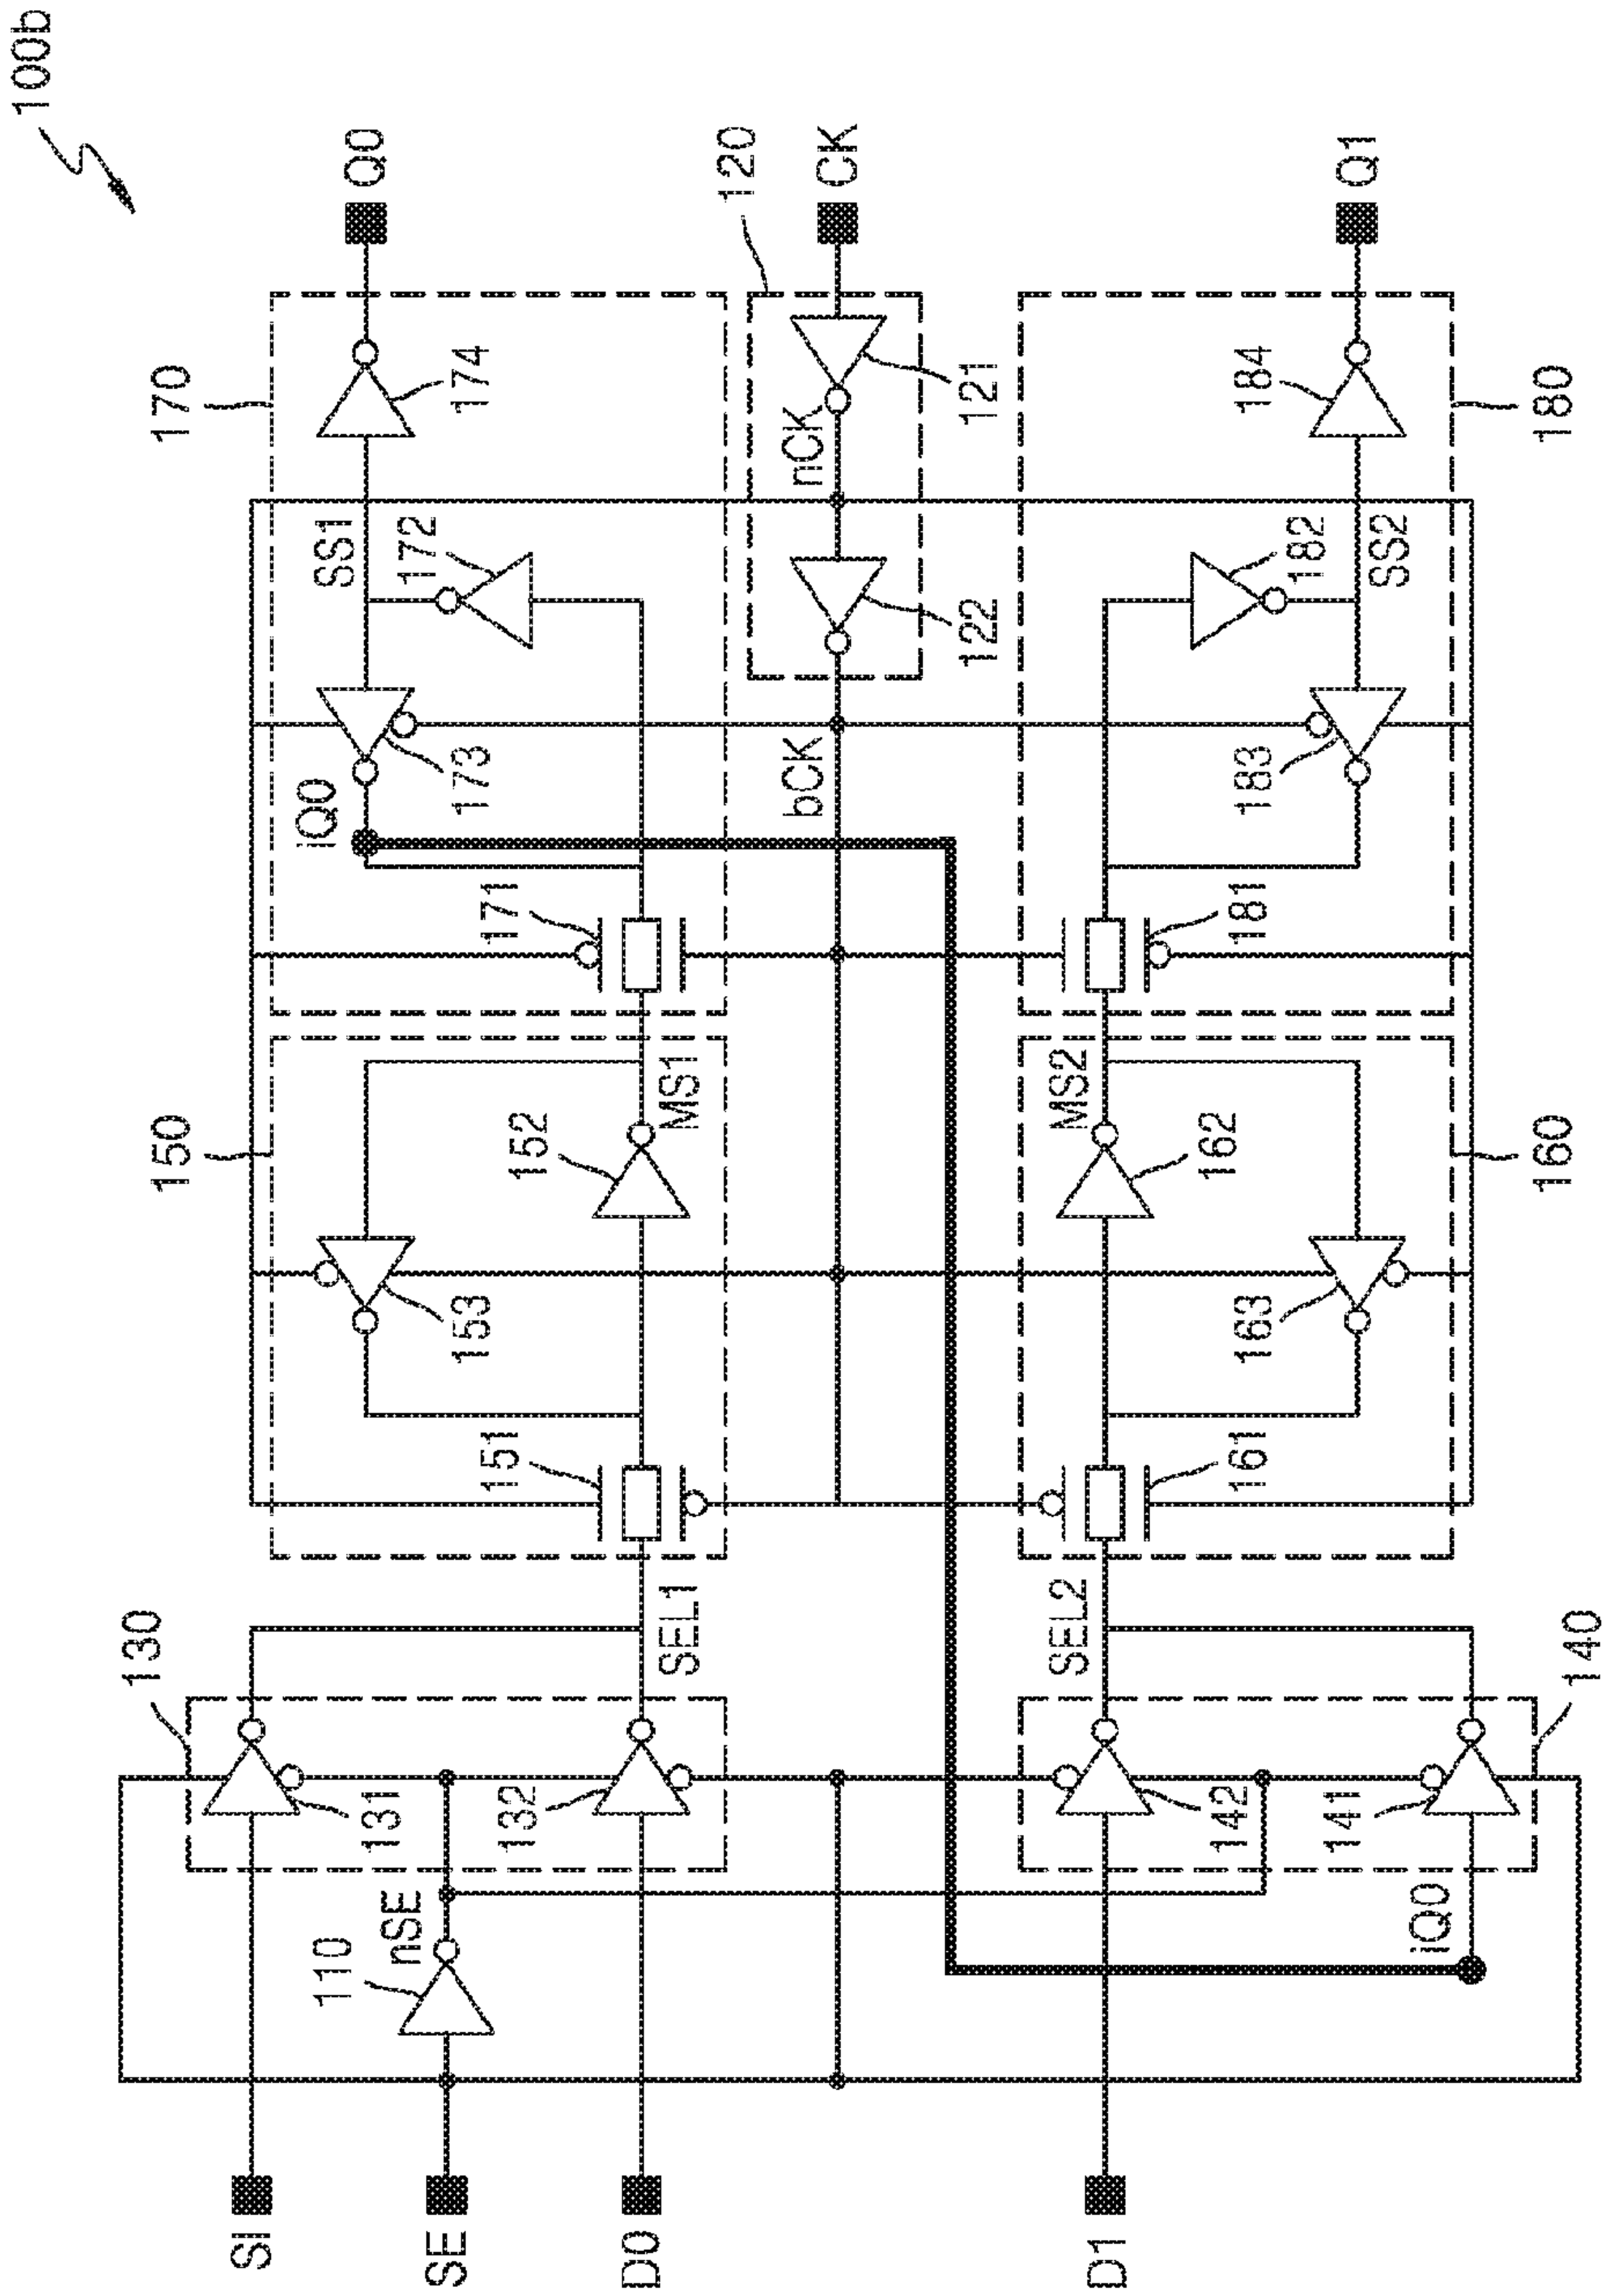 100b
Q0
120
CK
Q1
170
174
121
184
180
nCK
SS1
172
122
182
SS2
iQ0
173
bCK
183
171
181
150
152
MS1
MS2
162
160
153
163
151
161
130
SEL1
SEL2
140
131
132
142
141
110
nSE
iQ0
SI
SE
D0
D1